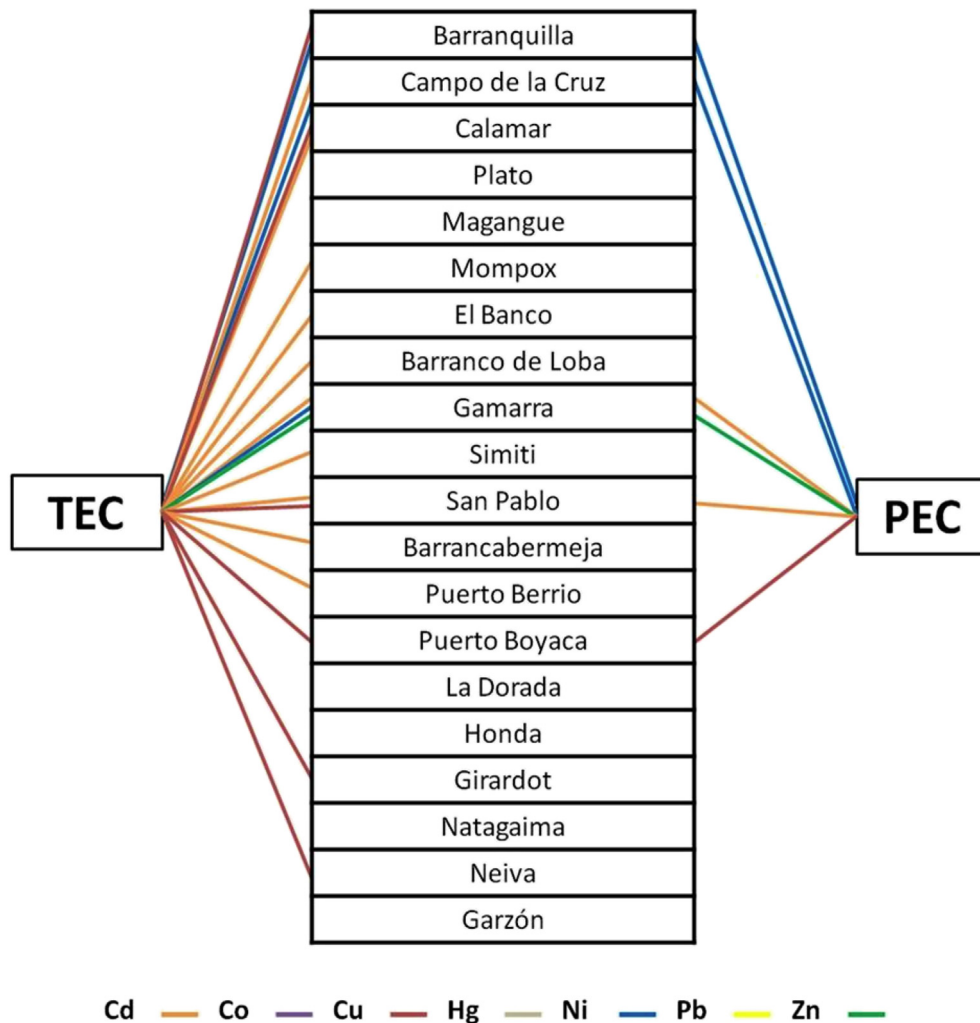 Barranquilla
Campo de la Cruz
Calamar
Plato
Magangue
Mompox
El Banco
Barranco de Loba
Gamarra
Simiti
TEC
San Pablo
PEC
Barrancabermeja
Puerto Berrio
Puerto Boyaca
La Dorada
Honda
Girardot
Natagaima
Neiva
Garzón
Cd Co Cu Hg Ni Pb Zn